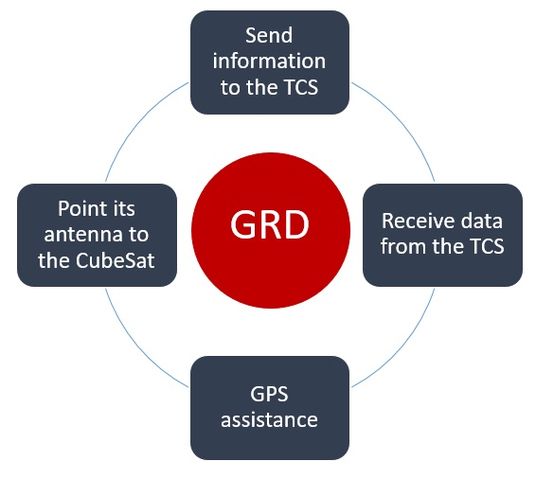 Send
information
to the TCS
Point its
antenna to
the CubeSat
GRD
Receive data
from the TCS
GPS
assistance